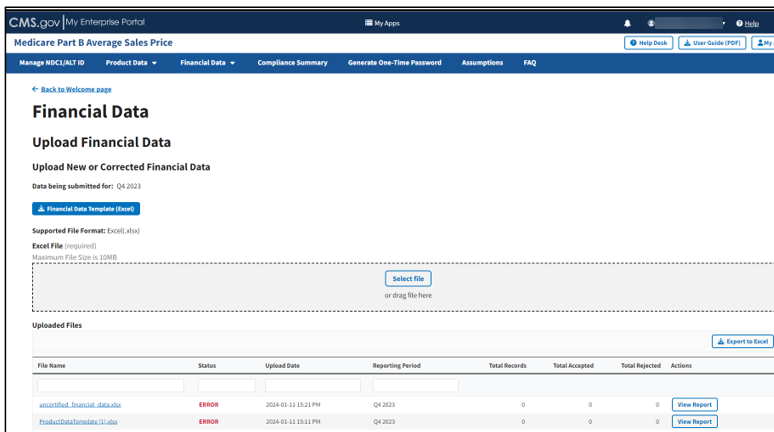 CMS.gov My Enterprise Portal
My Apps
Help
Medicare Part B Average Sales Price
Help Desk
User Guide (PDF)
My
Manage NDC1/ALT ID
Product Data
Financial Data
Compliance Summary
Generate One-Time Password
Assumptions
FAQ
Back to Welcome page
Financial Data
Upload Financial Data
Upload New or Corrected Financial Data
Data being submitted for: Q4 2023
Financial Data Template (Excel)
Supported File Format: Excel(.xlsx)
Excel File (required)
Maximum File Size is 10MB
Select file
or drag file here
Uploaded Files
Export to Excel
File Name Status Upload Date Reporting Period Total Records Total Accepted Total Rejected Actions
uncertified_financial_data.xlsx ERROR 2024-01-11 15:21 PM Q4 2023 0 0 0 View Report
ProductDataTemplate (1).xlsx ERROR 2024-01-11 15:11 PM Q4 2023 0 0 0 View Report